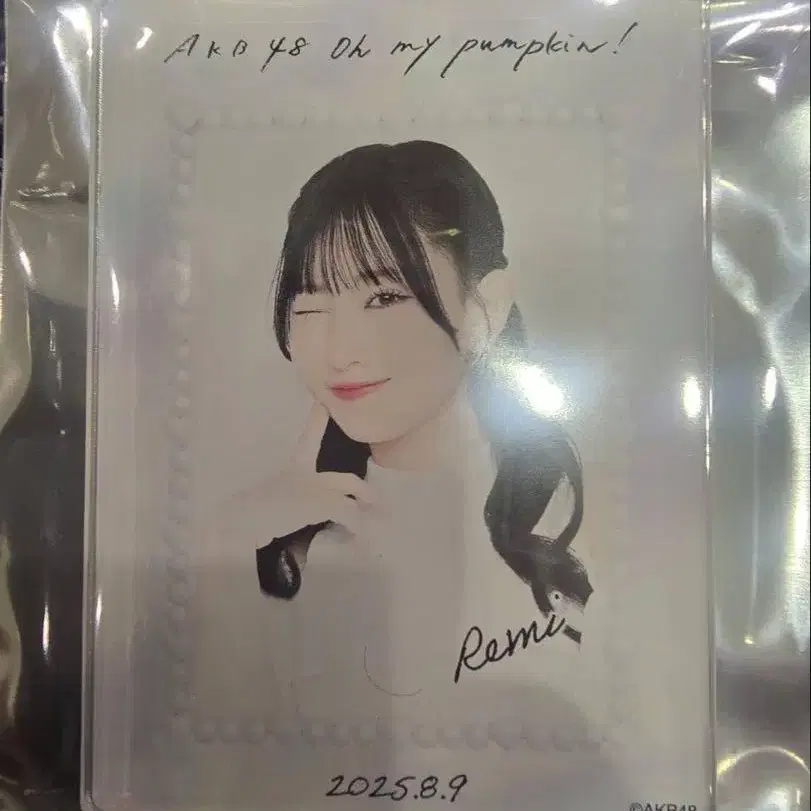 AKB48 Oh my pumpkin!
Remi
2025.8.9
©AKB48